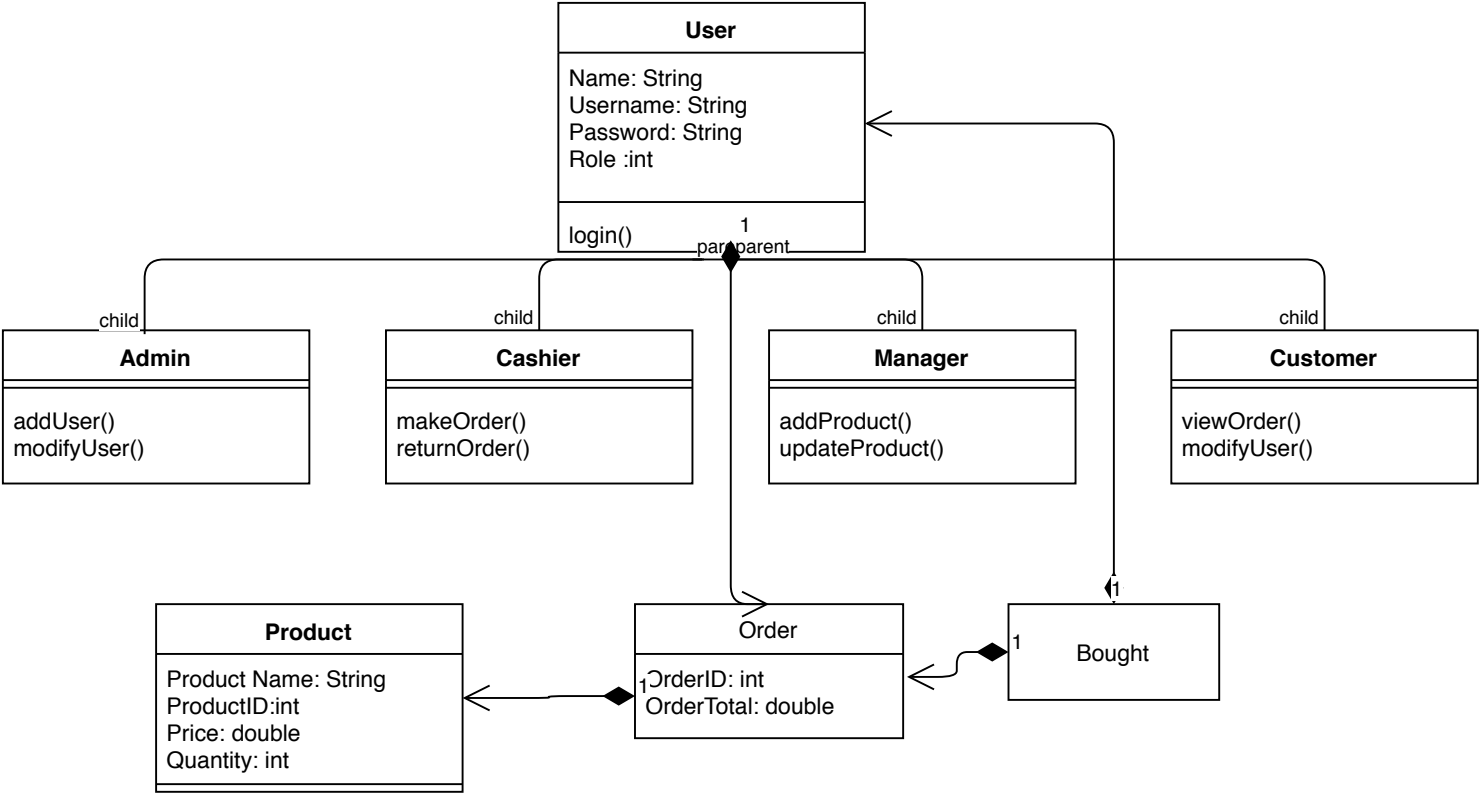 User
Name: String
Username: String
Password: String
Role :int
login()
1
parent
child
child
child
child
Admin
addUser()
modifyUser()
Cashier
makeOrder()
returnOrder()
Manager
addProduct()
updateProduct()
Customer
viewOrder()
modifyUser()
Product
Product Name: String
ProductID:int
Price: double
Quantity: int
Order
1
OrderID: int
OrderTotal: double
1
1
Bought